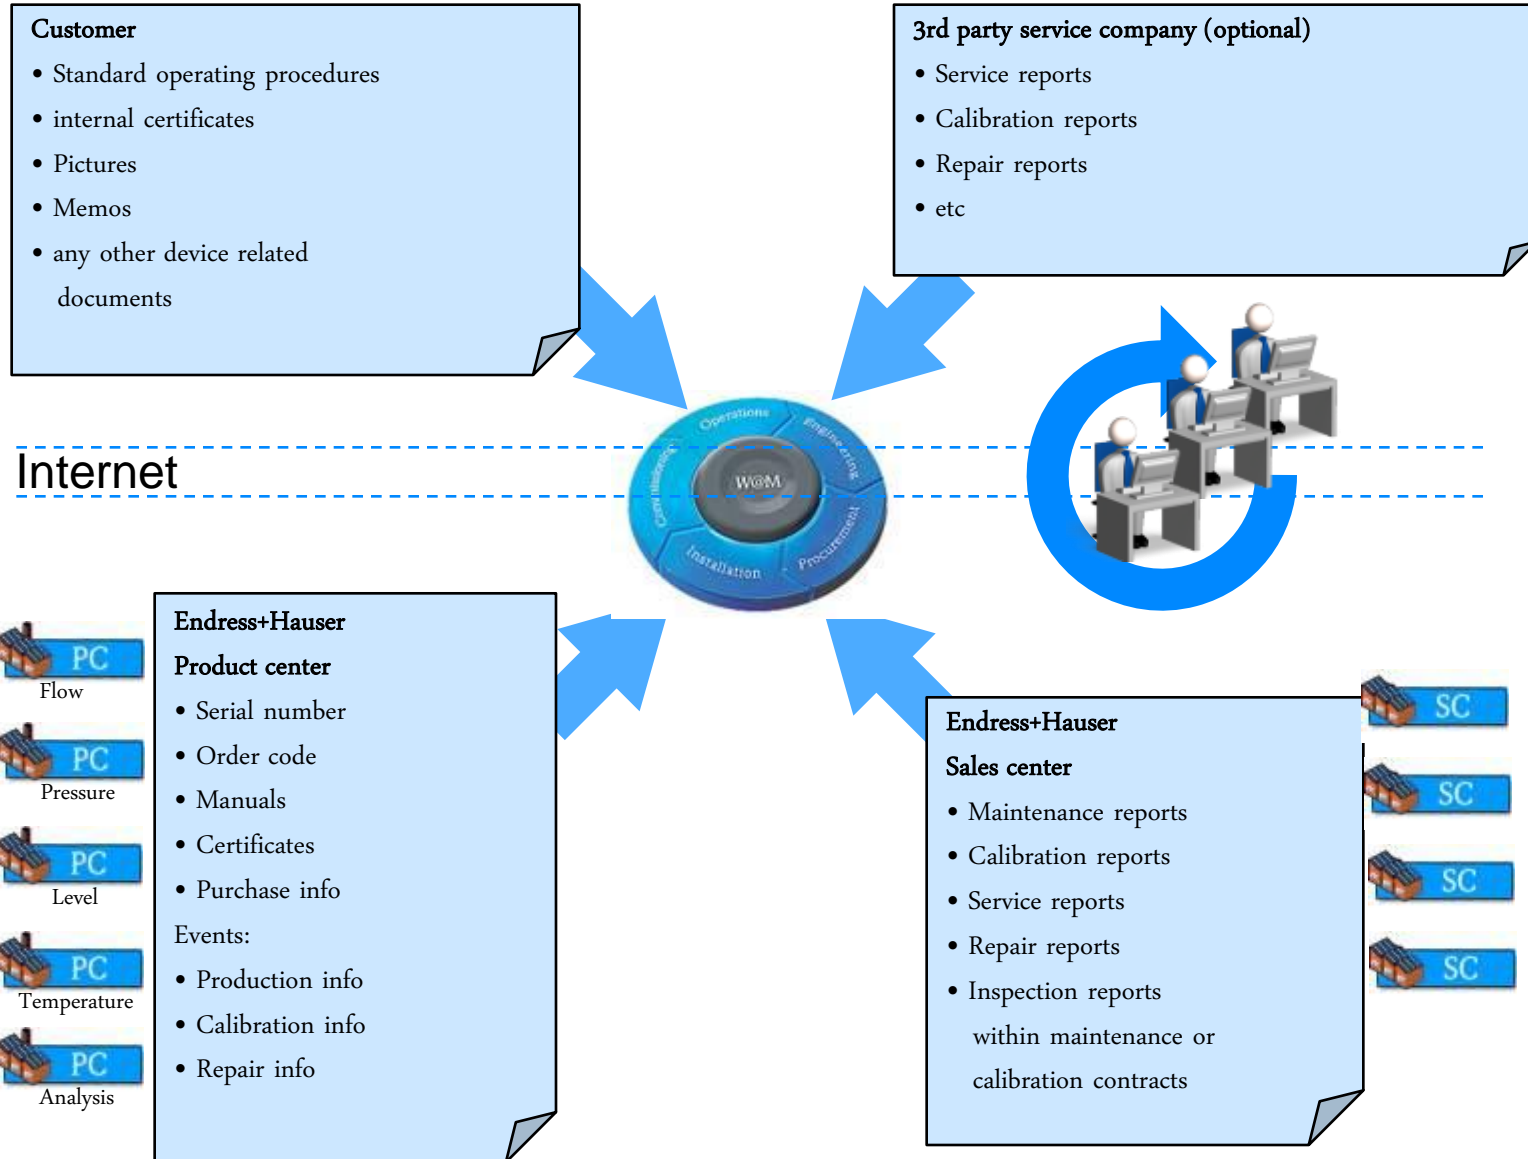 Customer
• Standard operating procedures
• internal certificates
• Pictures
• Memos
• any other device related
documents
3rd party service company (optional)
• Service reports
• Calibration reports
• Repair reports
• etc
Internet
Operations
Engineering
Procurement
Installation
W@M
Endress+Hauser
Product center
• Serial number
• Order code
• Manuals
• Certificates
• Purchase info
Events:
• Production info
• Calibration info
• Repair info
PC
Flow
PC
Pressure
PC
Level
PC
Temperature
PC
Analysis
Endress+Hauser
Sales center
• Maintenance reports
• Calibration reports
• Service reports
• Repair reports
• Inspection reports
within maintenance or
calibration contracts
SC
SC
SC
SC